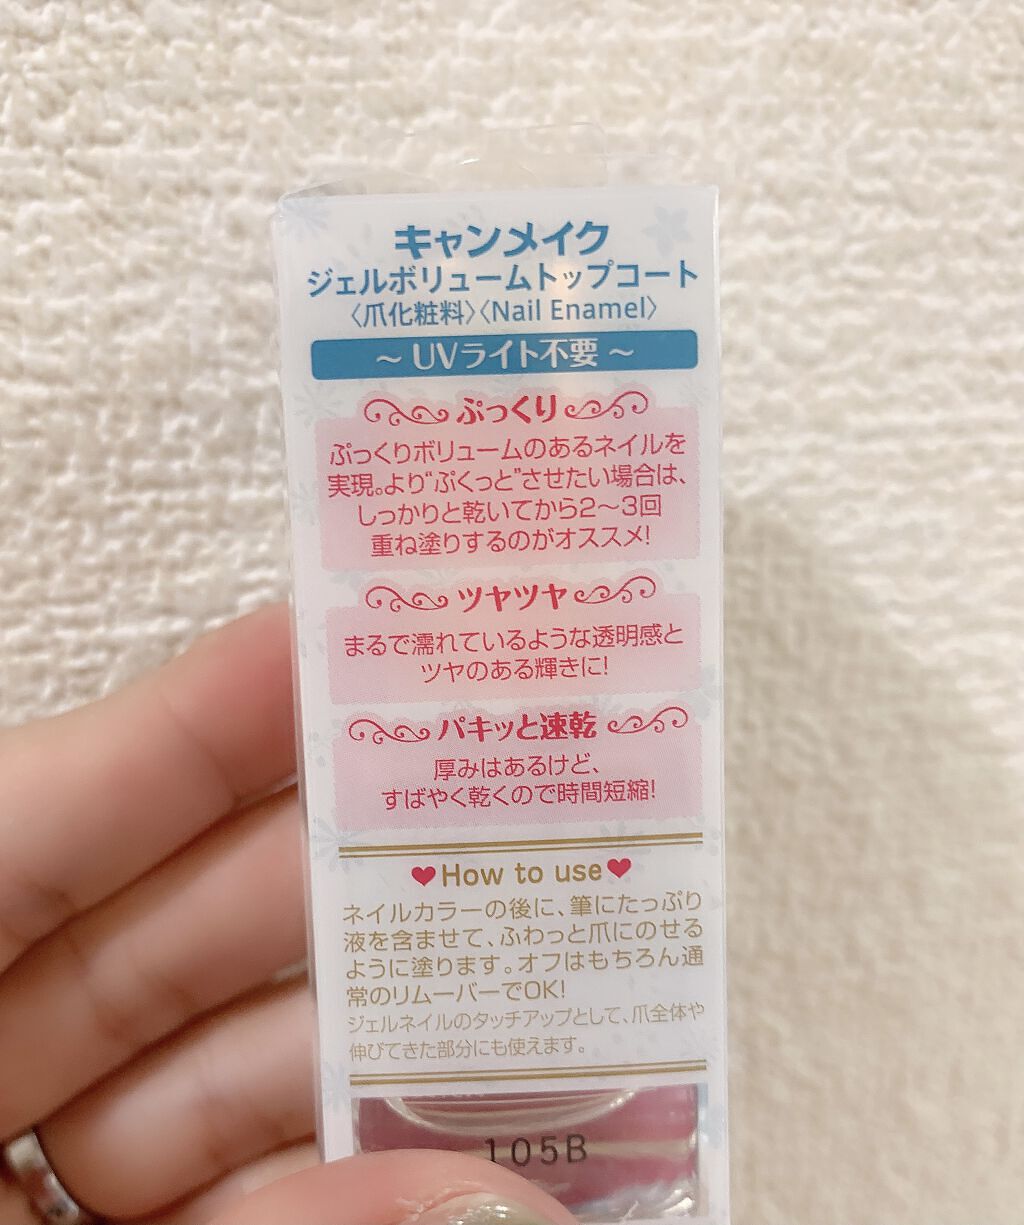 キャンメイク
ジェルボリュームトップコート
〈爪化粧料〉〈Nail Enamel〉
～ UVライト不要 ～
ぷっくり
ぷっくりボリュームのあるネイルを
実現。より“ぷくっと”させたい場合は、
しっかりと乾いてから2～3回
重ね塗りするのがオススメ!
ツヤツヤ
まるで濡れているような透明感と
ツヤのある輝きに!
パキッと速乾
厚みはあるけど、
すばやく乾くので時間短縮!
♥How to use♥
ネイルカラーの後に、筆にたっぷり
液を含ませて、ふわっと爪にのせる
ように塗ります。オフはもちろん通
常のリムーバーでOK!
ジェルネイルのタッチアップとして、爪全体や
伸びてきた部分にも使えます。
105B